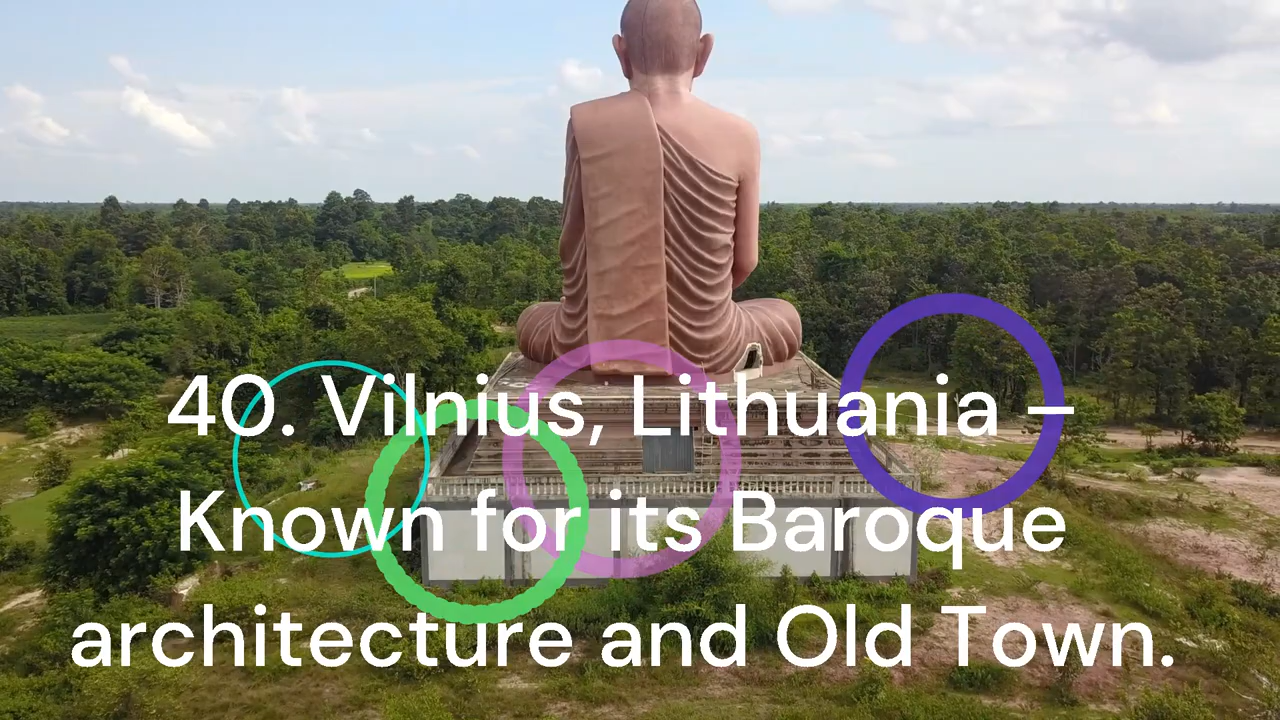 40. Vilnius, Lithuania –
Known for its Baroque
architecture and Old Town.